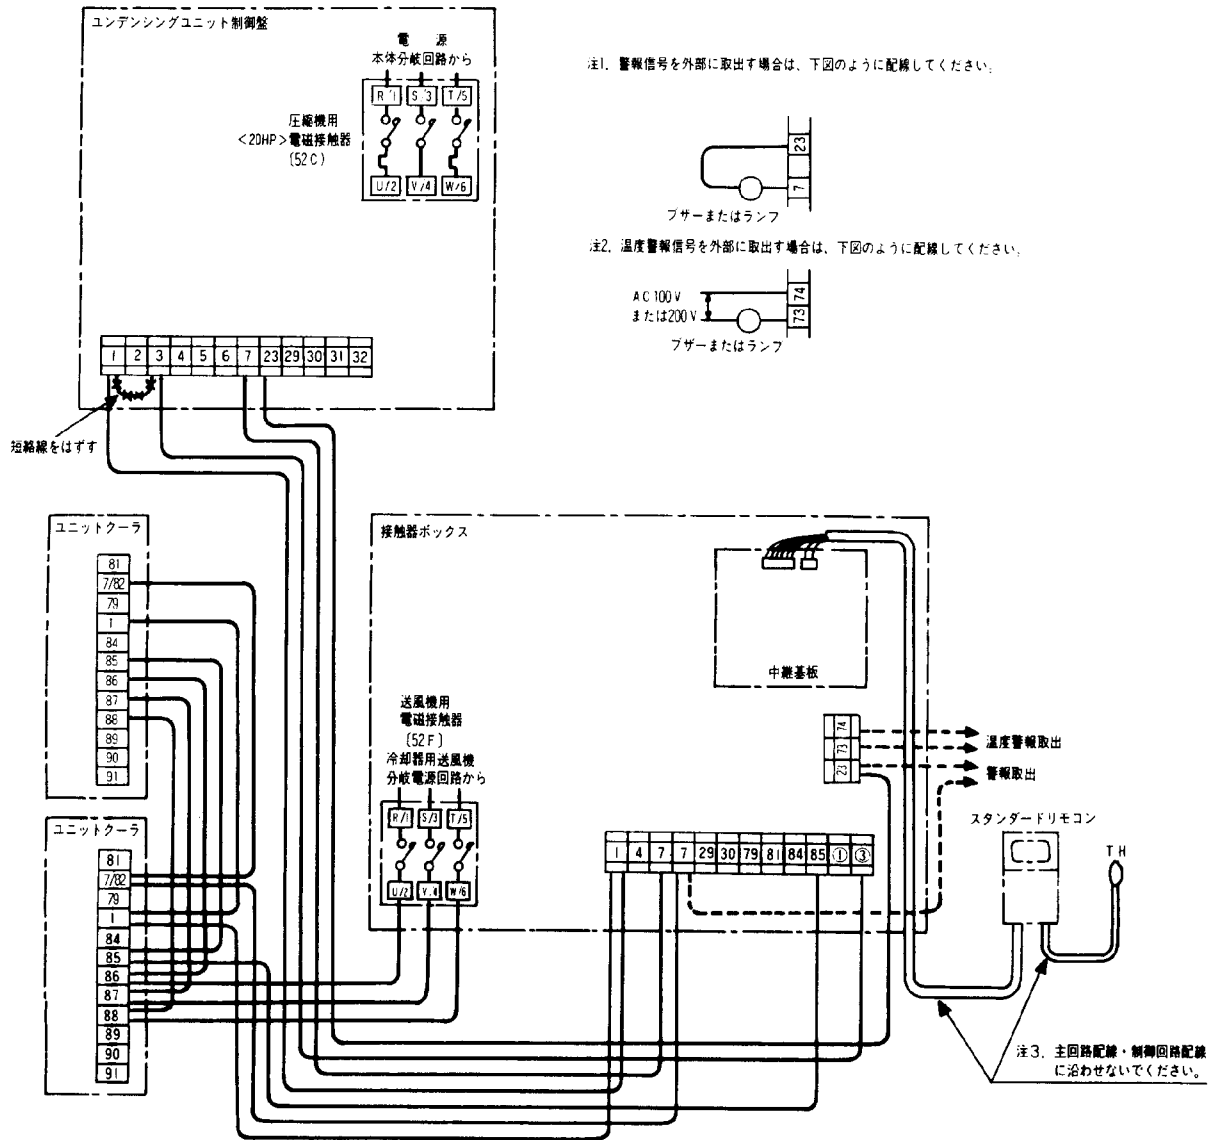 ユンデンシングユニット制御盤
電 源
本体分岐回路から
R/1 S/3 T/5
圧縮機用
<20HP>電磁接触器
(52C)
U/2 V/4 W/6
1 2 3 4 5 6 7 23 29 30 31 32
短絡線をはずす
注1. 警報信号を外部に取出す場合は、下図のように配線してください。
23
7
ブザーまたはランプ
注2. 温度警報信号を外部に取出す場合は、下図のように配線してください。
AC100V
または200V
74
73
ブザーまたはランプ
ユニットクーラ
81
7/82
79
1
84
85
86
87
88
89
90
91
ユニットクーラ
81
7/82
79
1
84
85
86
87
88
89
90
91
接触器ボックス
中継基板
送風機用
電磁接触器
(52F)
冷却器用送風機
分岐電源回路から
R/1 S/3 T/5
U/2 V/4 W/6
74
73
23
温度警報取出
警報取出
1 4 7 7 29 30 79 81 84 85 ① ③
スタンダードリモコン
TH
注3. 主回路配線・制御回路配線
に沿わせないでください。